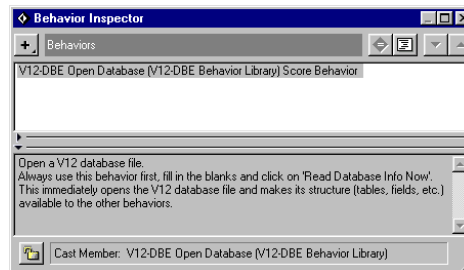 Behavior Inspector
Behaviors
V12-DBE Open Database (V12-DBE Behavior Library) Score Behavior
Open a V12 database file.
Always use this behavior first, fill in the blanks and click on 'Read Database Info Now'.
This immediately opens the V12 database file and makes its structure (tables, fields, etc.)
available to the other behaviors.
Cast Member: V12-DBE Open Database (V12-DBE Behavior Library)